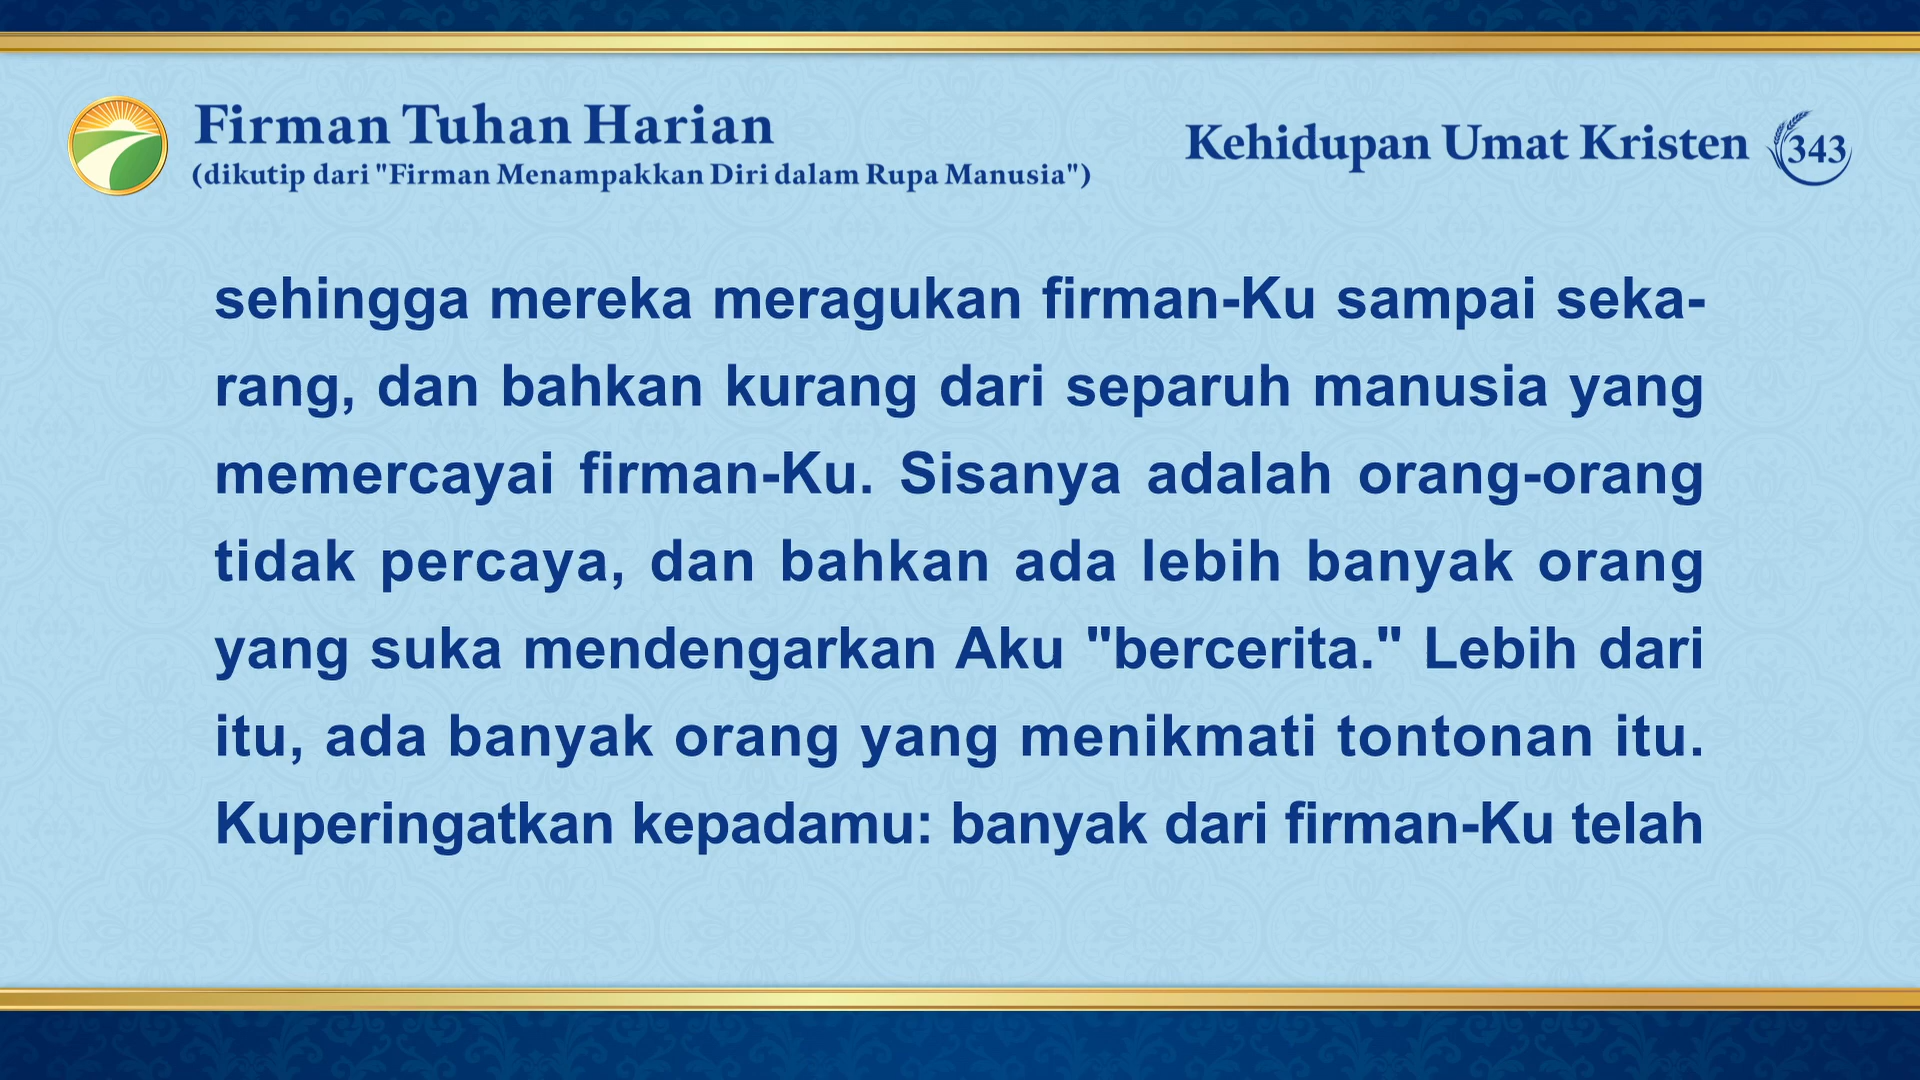 Firman Tuhan Harian
(dikutip dari "Firman Menampakkan Diri dalam Rupa Manusia")
Kehidupan Umat Kristen 343
sehingga mereka meragukan firman-Ku sampai seka-
rang, dan bahkan kurang dari separuh manusia yang
memercayai firman-Ku. Sisanya adalah orang-orang
tidak percaya, dan bahkan ada lebih banyak orang
yang suka mendengarkan Aku "bercerita." Lebih dari
itu, ada banyak orang yang menikmati tontonan itu.
Kuperingatkan kepadamu: banyak dari firman-Ku telah